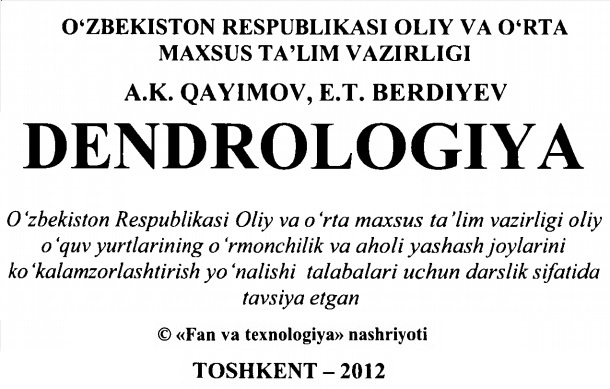 O‘ZBEKISTON RESPUBLIKASI OLIY VA O‘RTA
MAXSUS TA’LIM VAZIRLIGI
A.K. QAYIMOV, E.T. BERDIYEV
DENDROLOGIYA
O‘zbekiston Respublikasi Oliy va o‘rta maxsus ta’lim vazirligi oliy
o‘quv yurtlarining o‘rmonchilik va aholi yashash joylarini
ko‘kalamzorlashtirish yo‘nalishi talabalari uchun darslik sifatida
tavsiya etgan
© «Fan va texnologiya» nashriyoti
TOSHKENT – 2012